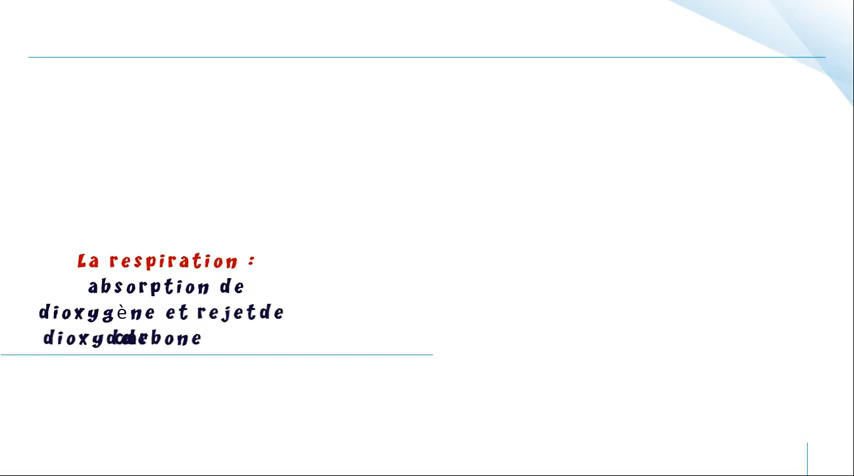 La respiration :
absorption de
dioxygène et rejetde